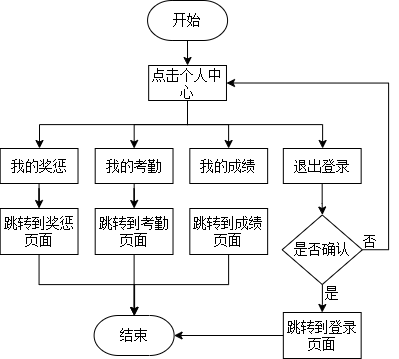 开始
点击个人中
心
我的奖惩
我的考勤
我的成绩
退出登录
跳转到奖惩
页面
跳转到考勤
页面
跳转到成绩
页面
是否确认
否
是
结束
跳转到登录
页面